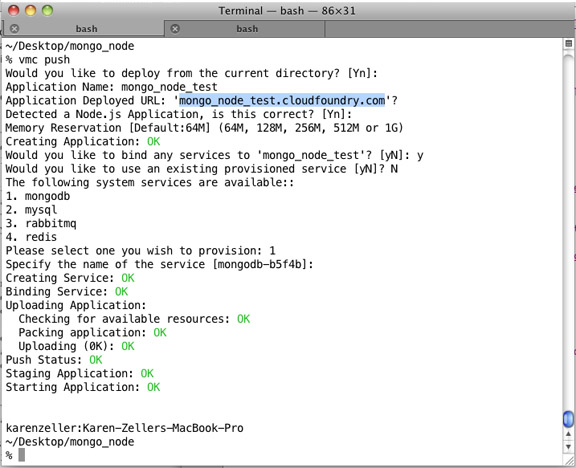 Terminal — bash — 86×31
bash bash
~/Desktop/mongo_node
% vmc push
Would you like to deploy from the current directory? [Yn]:
Application Name: mongo_node_test
Application Deployed URL: 'mongo_node_test.cloudfoundry.com'?
Detected a Node.js Application, is this correct? [Yn]:
Memory Reservation [Default:64M] (64M, 128M, 256M, 512M or 1G)
Creating Application: OK
Would you like to bind any services to 'mongo_node_test'? [yN]: y
Would you like to use an existing provisioned service [yN]? N
The following system services are available::
1. mongodb
2. mysql
3. rabbitmq
4. redis
Please select one you wish to provision: 1
Specify the name of the service [mongodb-b5f4b]:
Creating Service: OK
Binding Service: OK
Uploading Application:
  Checking for available resources: OK
  Packing application: OK
  Uploading (0K): OK
Push Status: OK
Staging Application: OK
Starting Application: OK
karenzeller:Karen-Zellers-MacBook-Pro
~/Desktop/mongo_node
%